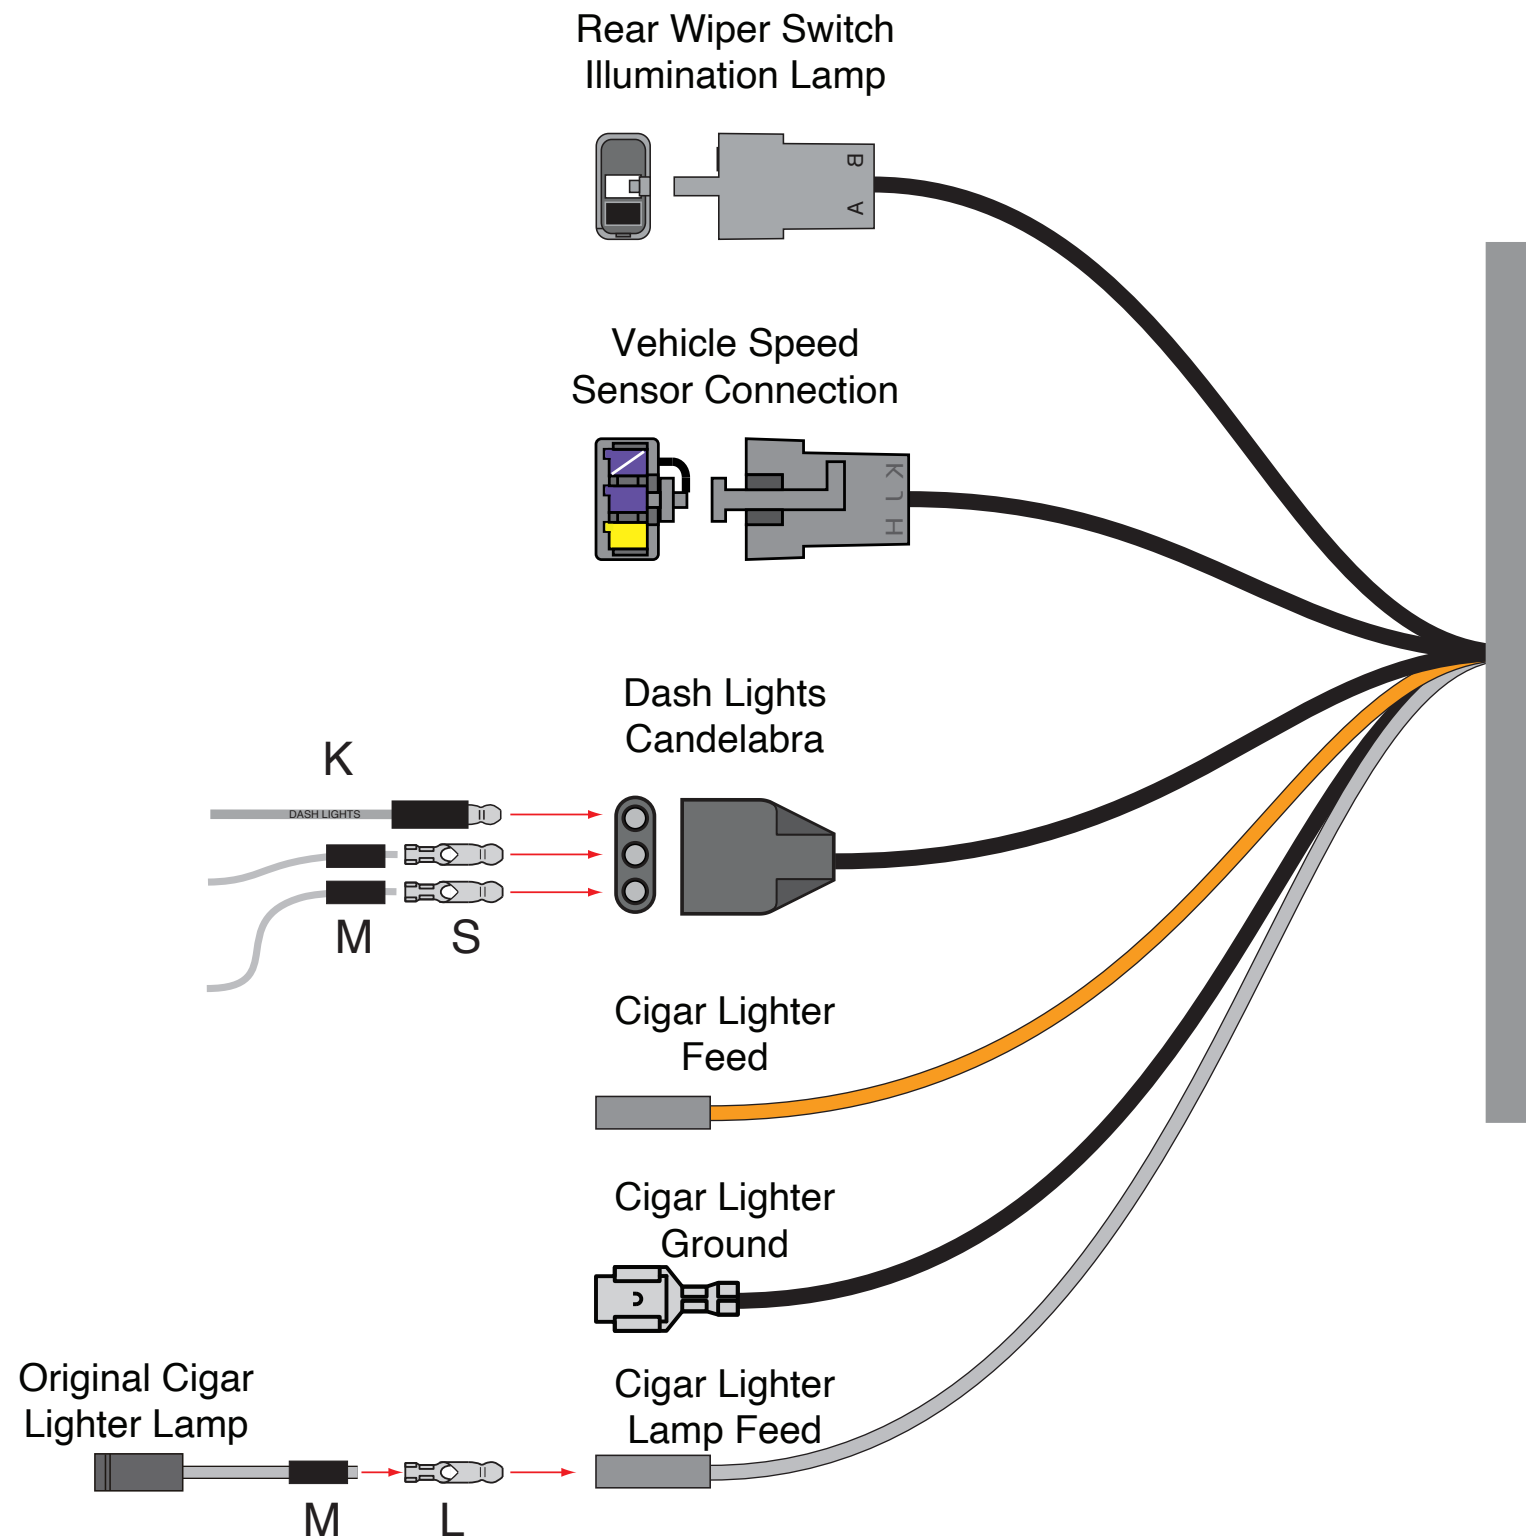 Rear Wiper Switch
Illumination Lamp
B
A
Vehicle Speed
Sensor Connection
K
J
H
Dash Lights
Candelabra
K
DASH LIGHTS
M
S
Cigar Lighter
Feed
Cigar Lighter
Ground
Original Cigar
Lighter Lamp
Cigar Lighter
Lamp Feed
M
L